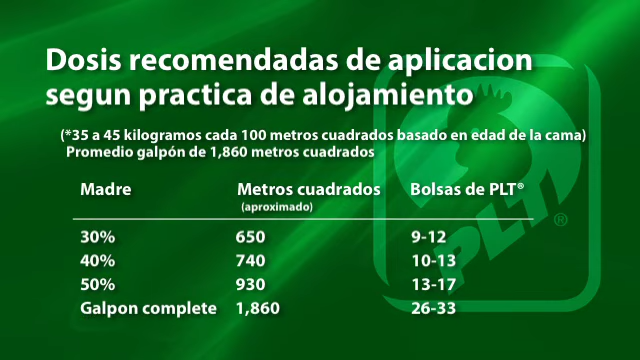 Dosis recomendadas de aplicacion
segun practica de alojamiento
(*35 a 45 kilogramos cada 100 metros cuadrados basado en edad de la cama)
Promedio galpón de 1,860 metros cuadrados
Madre Metros cuadrados Bolsas de PLT®
(aproximado)
30% 650 9-12
40% 740 10-13
50% 930 13-17
Galpon complete 1,860 26-33
PLT®